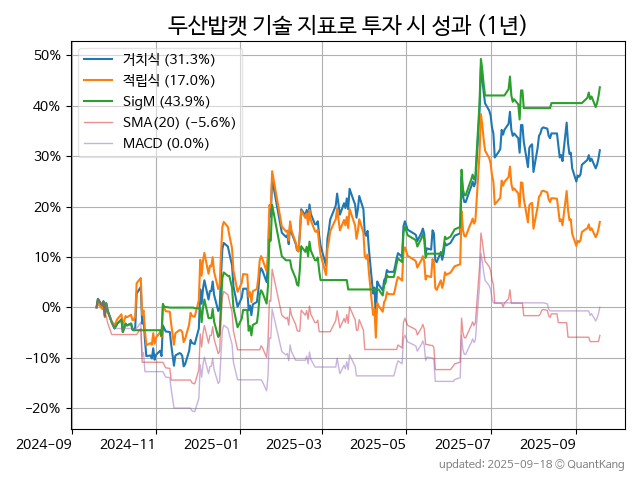 두산밥캣 기술 지표로 투자 시 성과 (1년)
50%
40%
30%
20%
10%
0%
−10%
−20%
거치식 (31.3%)
적립식 (17.0%)
SigM (43.9%)
SMA(20) (−5.6%)
MACD (0.0%)
2024-09
2024-11
2025-01
2025-03
2025-05
2025-07
2025-09
updated: 2025-09-18 ⓒ QuantKang